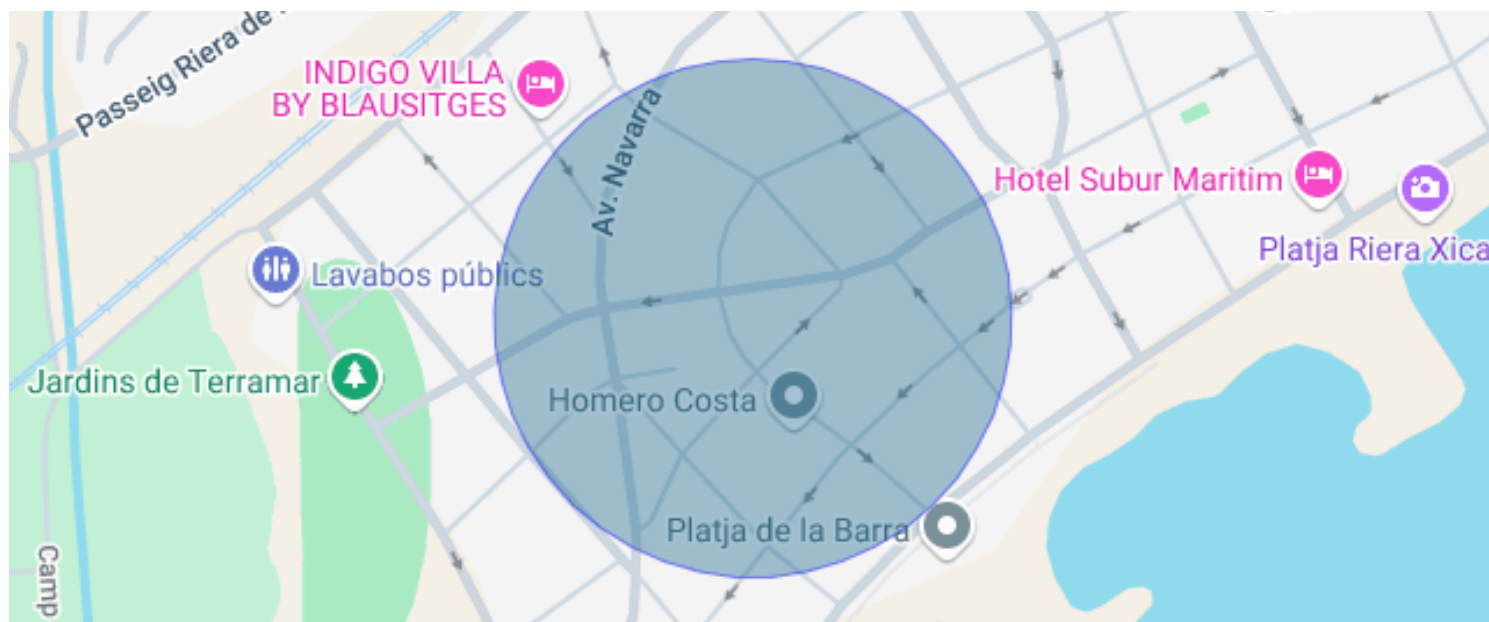 Passeig Riera de
INDIGO VILLA
BY BLAUSITGES
Av. Navarra
Hotel Subur Maritim
Platja Riera Xica
Lavabos públics
Jardins de Terramar
Homero Costa
Platja de la Barra
Camp